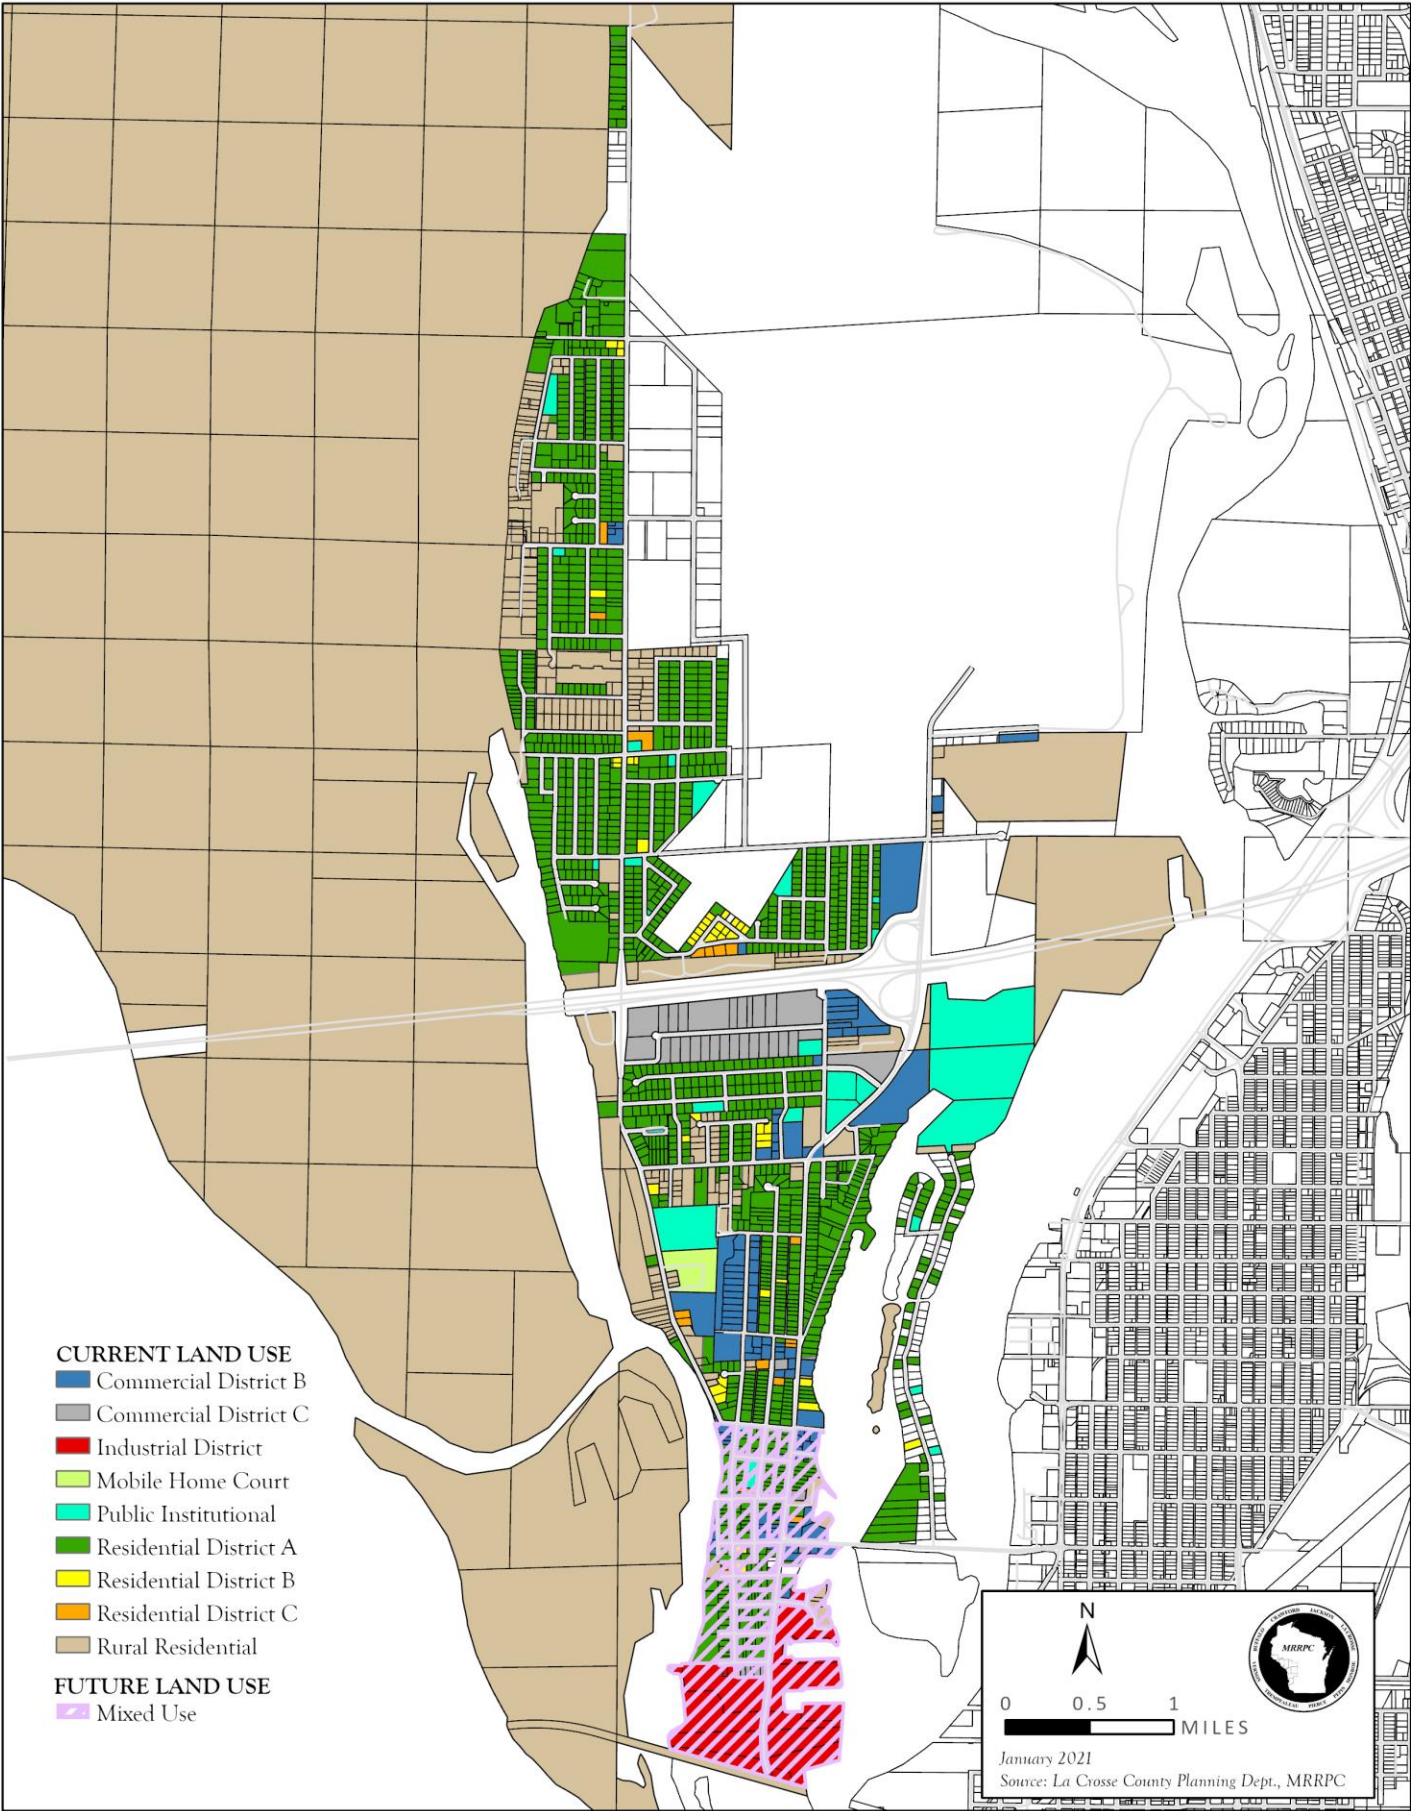 CURRENT LAND USE
Commercial District B
Commercial District C
Industrial District
Mobile Home Court
Public Institutional
Residential District A
Residential District B
Residential District C
Rural Residential
FUTURE LAND USE
Mixed Use
N
MRRPC
0 0.5 1
MILES
January 2021
Source: La Crosse County Planning Dept., MRRPC